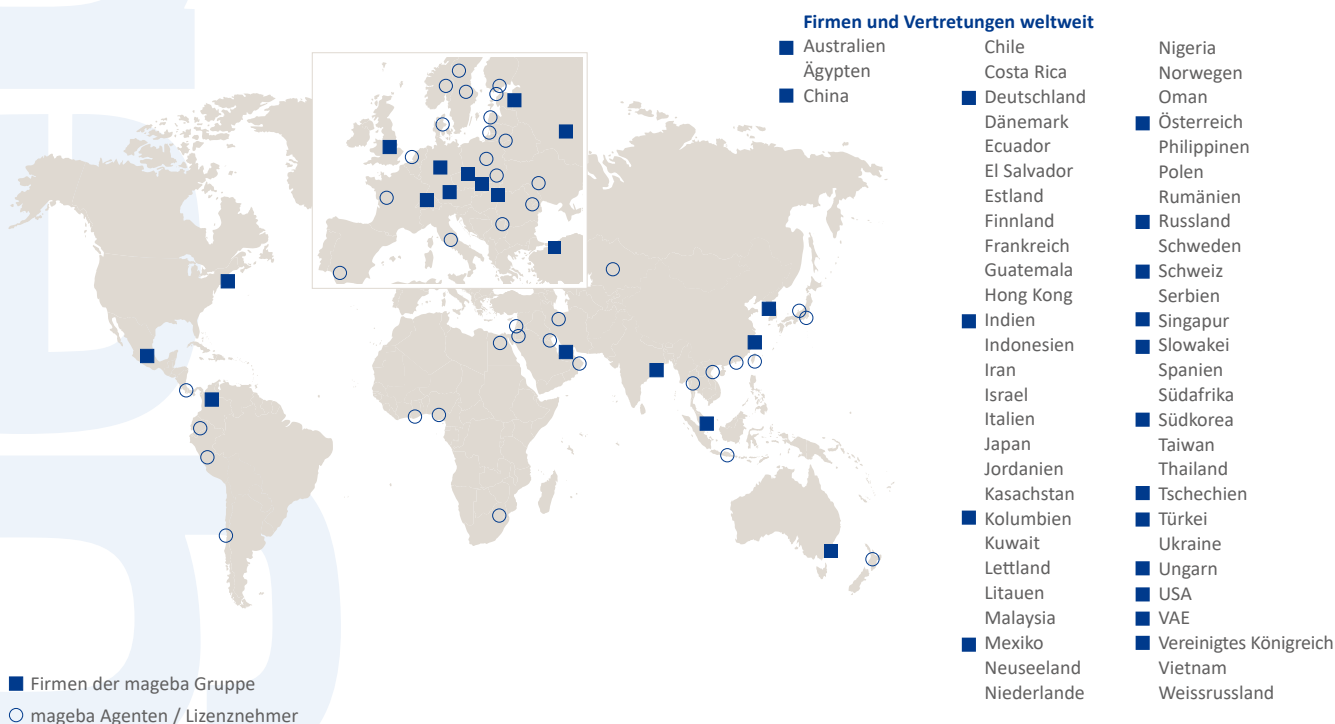 Firmen und Vertretungen weltweit
Australien
Ägypten
China
Chile
Costa Rica
Deutschland
Dänemark
Ecuador
El Salvador
Estland
Finnland
Frankreich
Guatemala
Hong Kong
Indien
Indonesien
Iran
Israel
Italien
Japan
Jordanien
Kasachstan
Kolumbien
Kuwait
Lettland
Litauen
Malaysia
Mexiko
Neuseeland
Niederlande
Nigeria
Norwegen
Oman
Österreich
Philippinen
Polen
Rumänien
Russland
Schweden
Schweiz
Serbien
Singapur
Slowakei
Spanien
Südafrika
Südkorea
Taiwan
Thailand
Tschechien
Türkei
Ukraine
Ungarn
USA
VAE
Vereinigtes Königreich
Vietnam
Weissrussland
Firmen der mageba Gruppe
mageba Agenten / Lizenznehmer